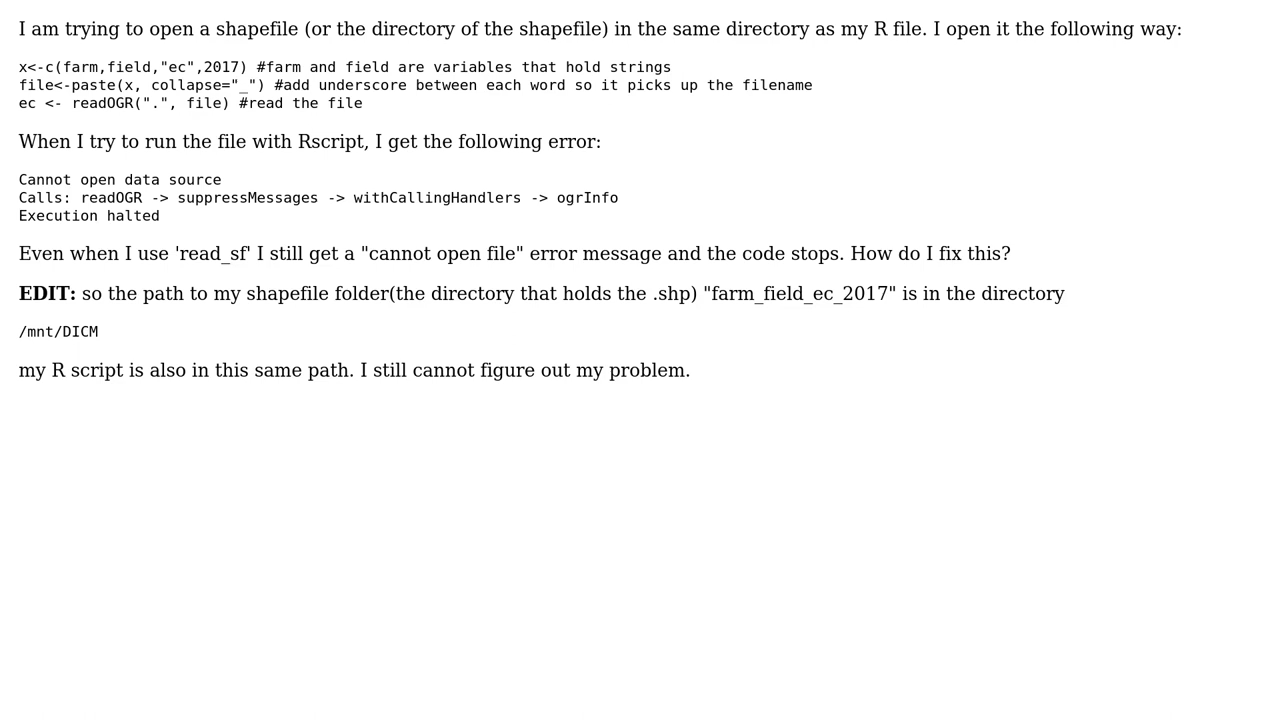 I am trying to open a shapefile (or the directory of the shapefile) in the same directory as my R file. I open it the following way:
x<-c(farm,field,"ec",2017) #farm and field are variables that hold strings
file<-paste(x, collapse="_") #add underscore between each word so it picks up the filename
ec <- readOGR(".", file) #read the file
When I try to run the file with Rscript, I get the following error:
Cannot open data source
Calls: readOGR -> suppressMessages -> withCallingHandlers -> ogrInfo
Execution halted
Even when I use 'read_sf' I still get a "cannot open file" error message and the code stops. How do I fix this?
EDIT: so the path to my shapefile folder(the directory that holds the .shp) "farm_field_ec_2017" is in the directory
/mnt/DICM
my R script is also in this same path. I still cannot figure out my problem.